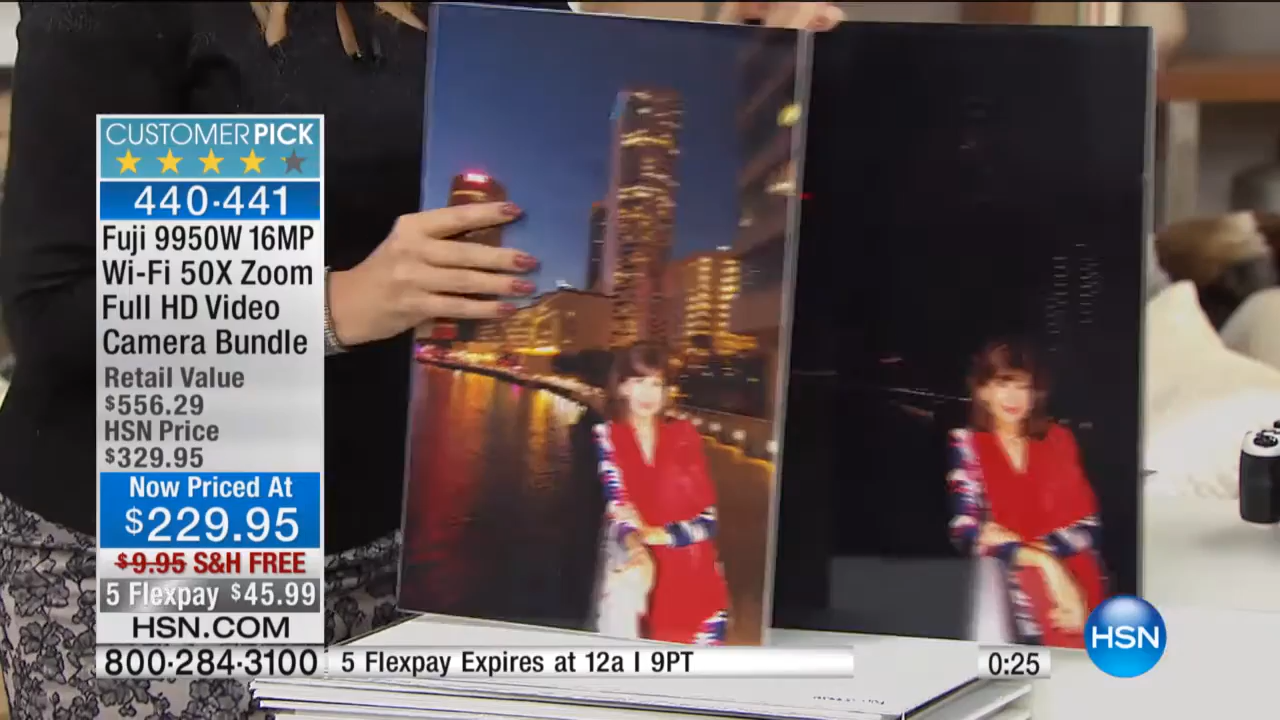 CUSTOMER PICK
440-441
Fuji 9950W 16MP
Wi-Fi 50X Zoom
Full HD Video
Camera Bundle
Retail Value
$556.29
HSN Price
$329.95
Now Priced At
$229.95
$9.95 S&H FREE
5 Flexpay $45.99
HSN.COM
800·284·3100
5 Flexpay Expires at 12a | 9PT
0:25
HSN